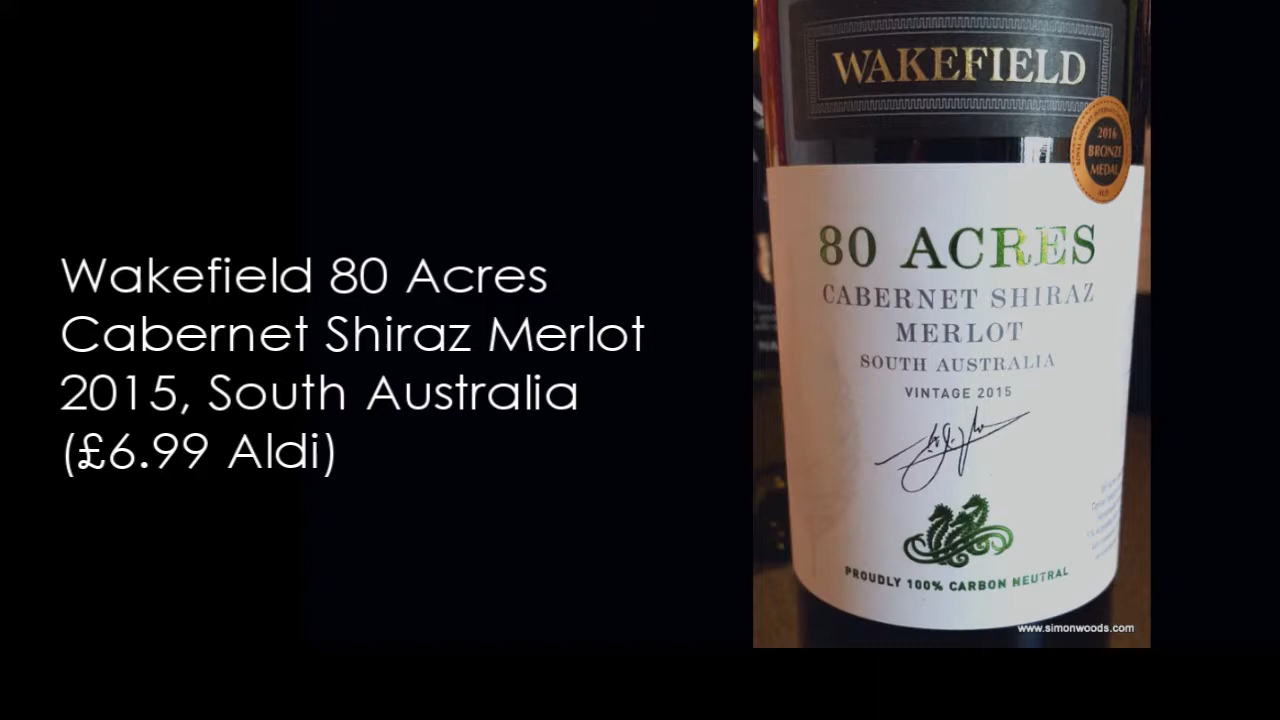 Wakefield 80 Acres
Cabernet Shiraz Merlot
2015, South Australia
(£6.99 Aldi)
WAKEFIELD
2016
BRONZE
MEDAL
80 ACRES
CABERNET SHIRAZ
MERLOT
SOUTH AUSTRALIA
VINTAGE 2015
PROUDLY 100% CARBON NEUTRAL
www.simonwoods.com